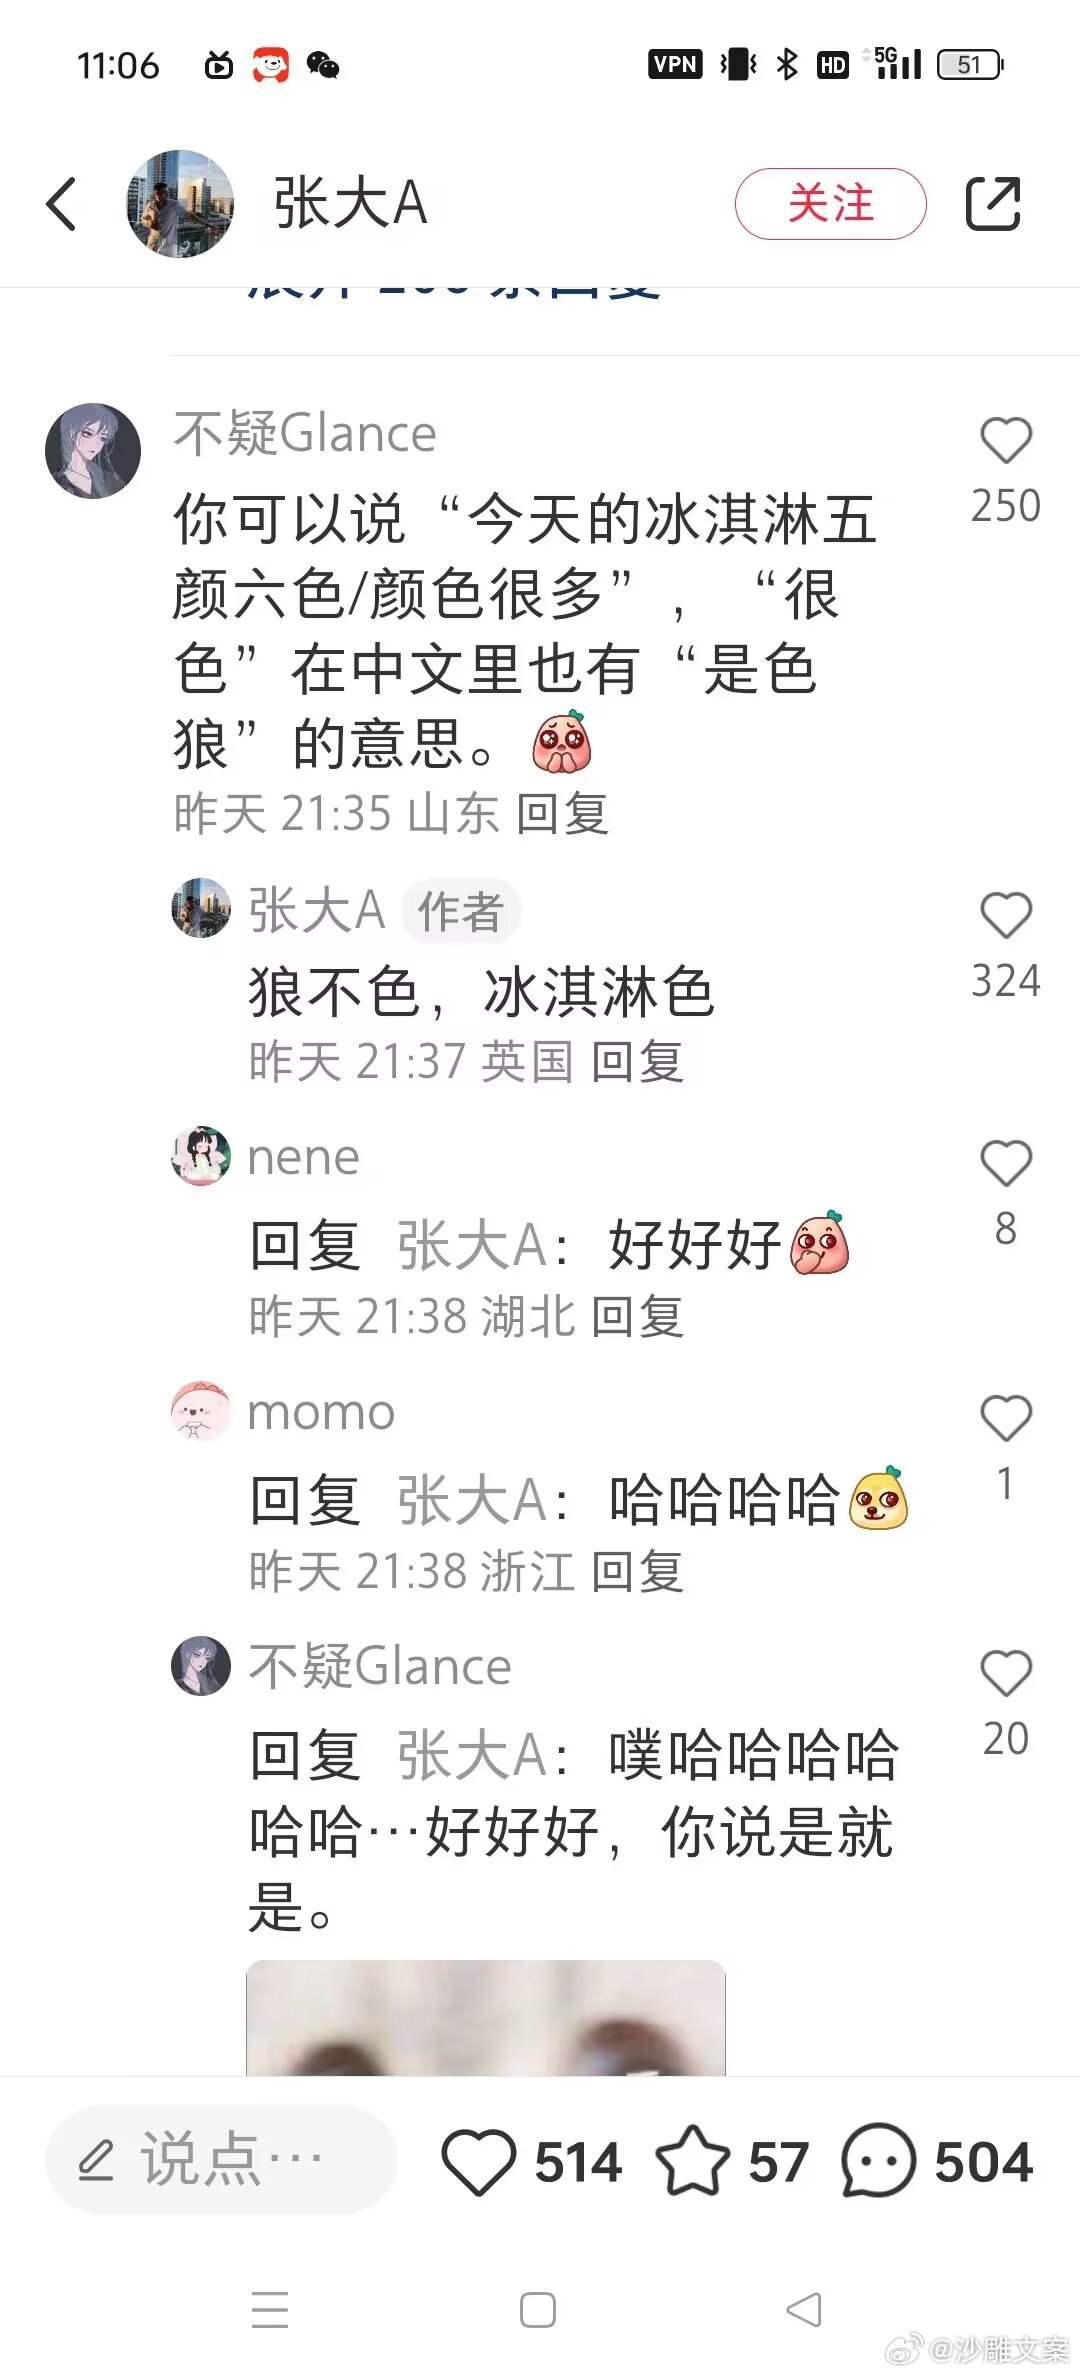 11:06 VPN HD 5G 51
张大A 关注
不疑Glance
250
你可以说“今天的冰淇淋五
颜六色/颜色很多”，“很
色”在中文里也有“是色
狼”的意思。
昨天 21:35 山东 回复
张大A 作者
324
狼不色，冰淇淋色
昨天 21:37 英国 回复
nene
8
回复 张大A：好好好
昨天 21:38 湖北 回复
momo
1
回复 张大A：哈哈哈哈
昨天 21:38 浙江 回复
不疑Glance
20
回复 张大A：噗哈哈哈哈
哈哈…好好好，你说是就
是。
说点… 514 57 504
@沙雕文案